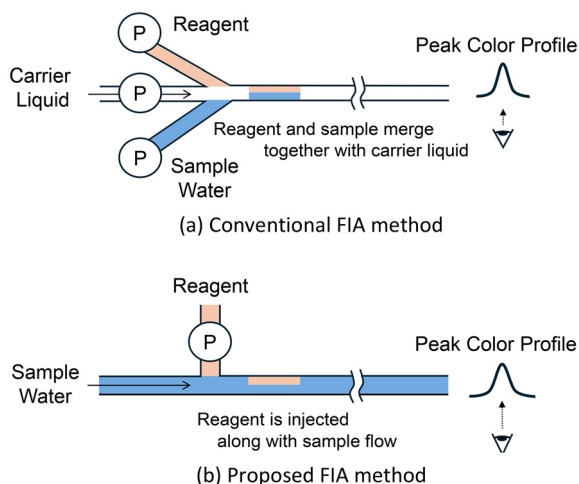 Reagent
P
Carrier
Liquid
P
P
Sample
Water
Reagent and sample merge
together with carrier liquid
Peak Color Profile
(a) Conventional FIA method
Reagent
P
Sample
Water
Reagent is injected
along with sample flow
Peak Color Profile
(b) Proposed FIA method